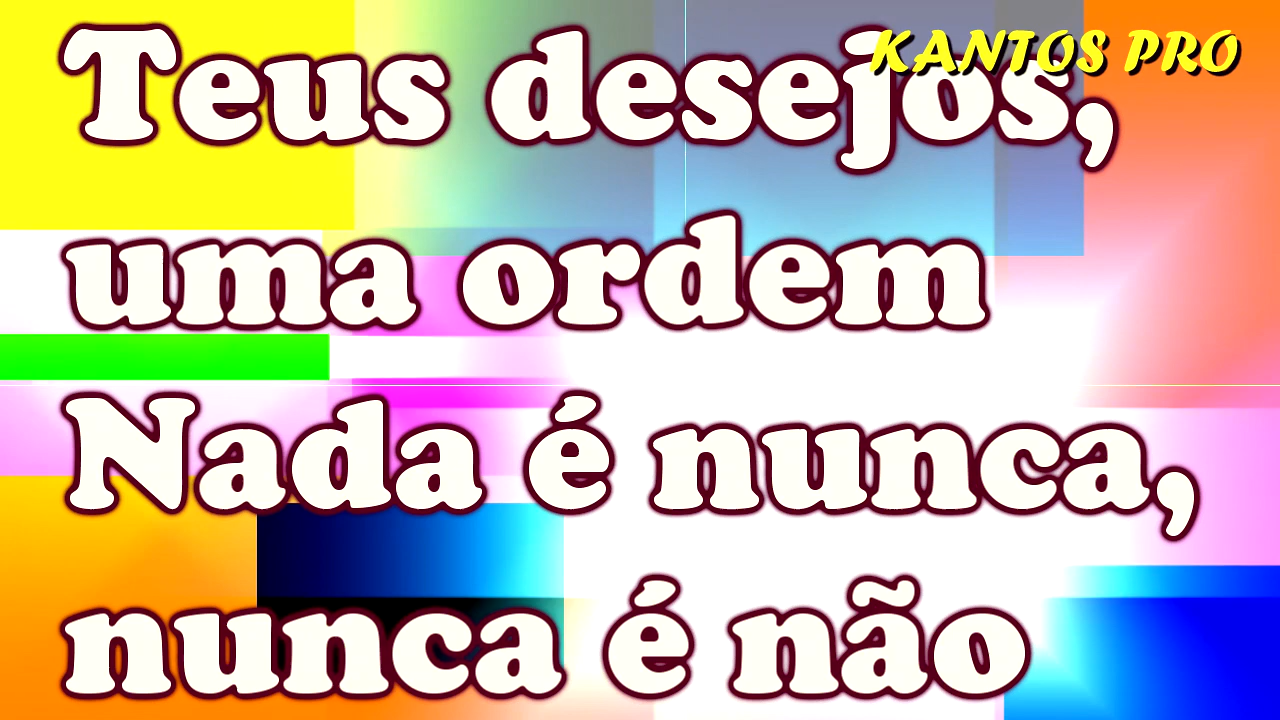 KANTOS PRO
Teus desejos,
uma ordem
Nada é nunca,
nunca é não